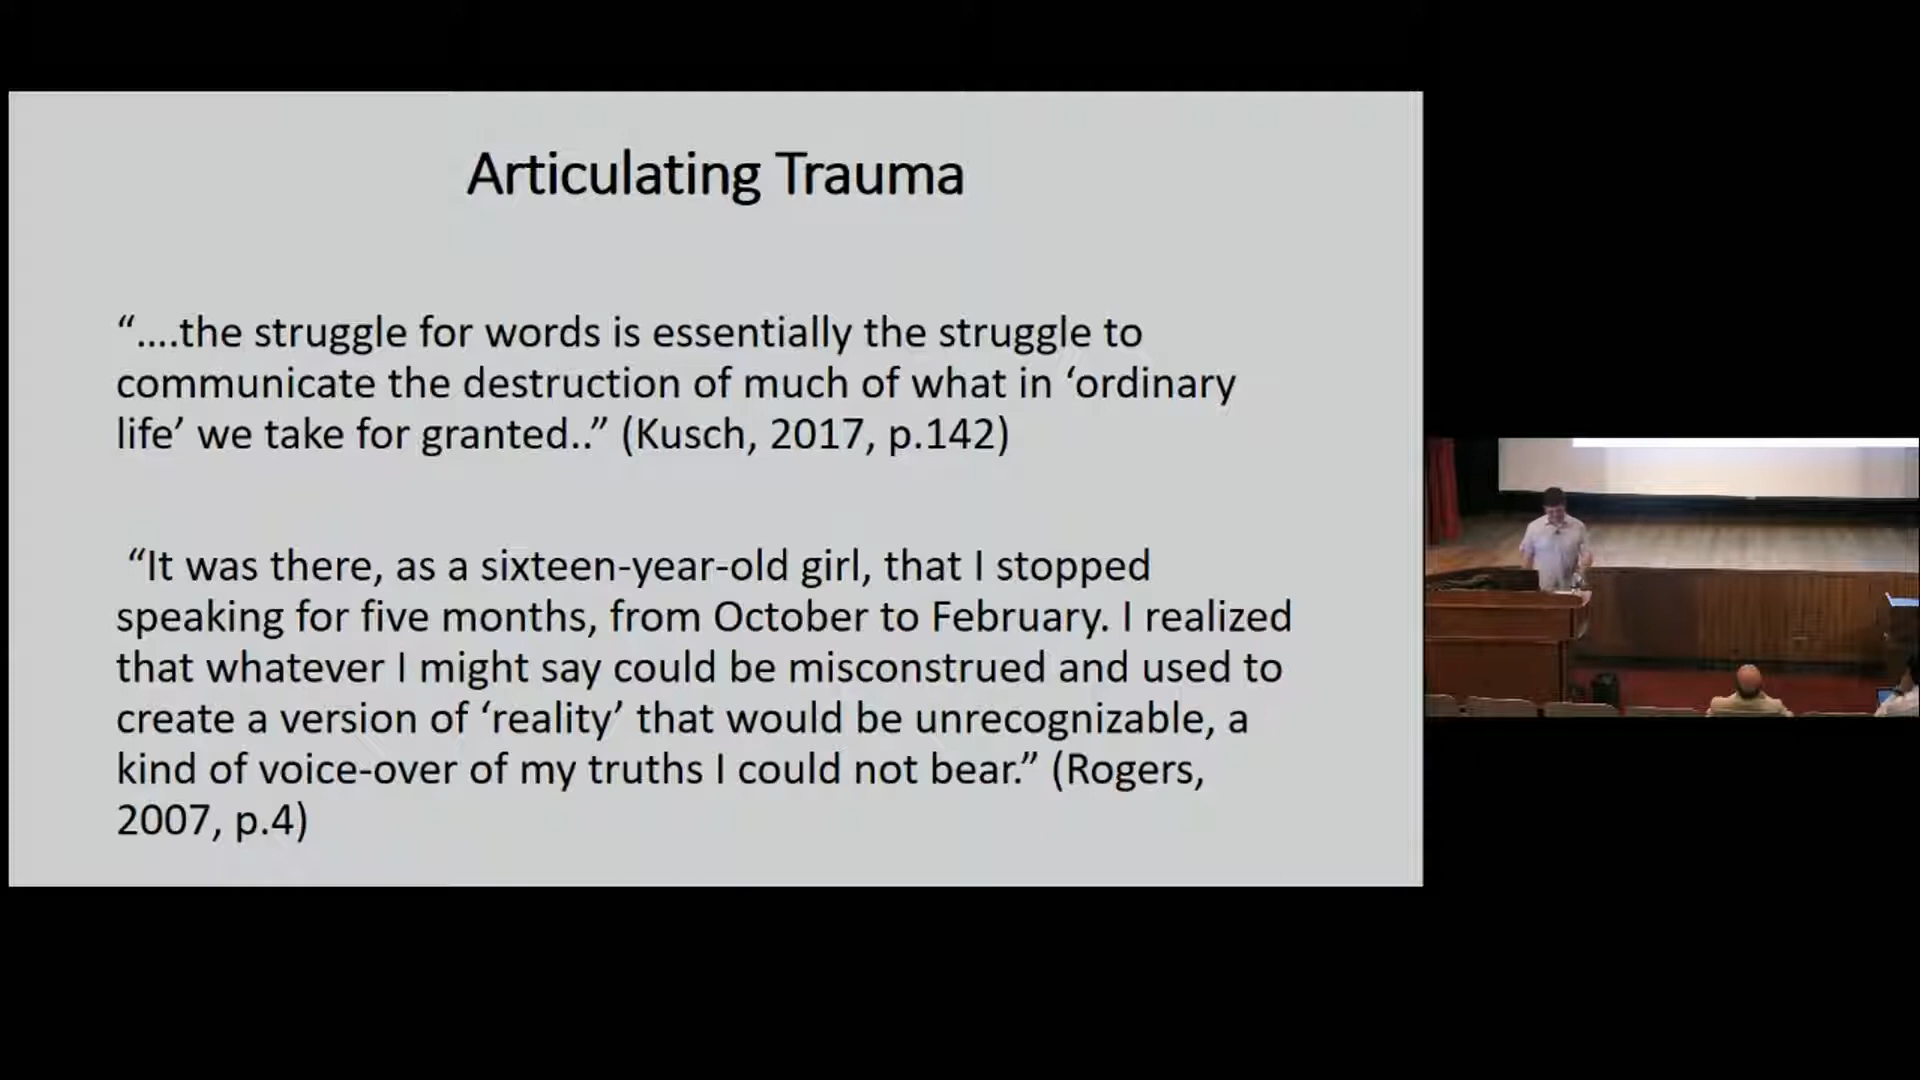 Articulating Trauma
“....the struggle for words is essentially the struggle to
communicate the destruction of much of what in ‘ordinary
life’ we take for granted..” (Kusch, 2017, p.142)
“It was there, as a sixteen-year-old girl, that I stopped
speaking for five months, from October to February. I realized
that whatever I might say could be misconstrued and used to
create a version of ‘reality’ that would be unrecognizable, a
kind of voice-over of my truths I could not bear.” (Rogers,
2007, p.4)